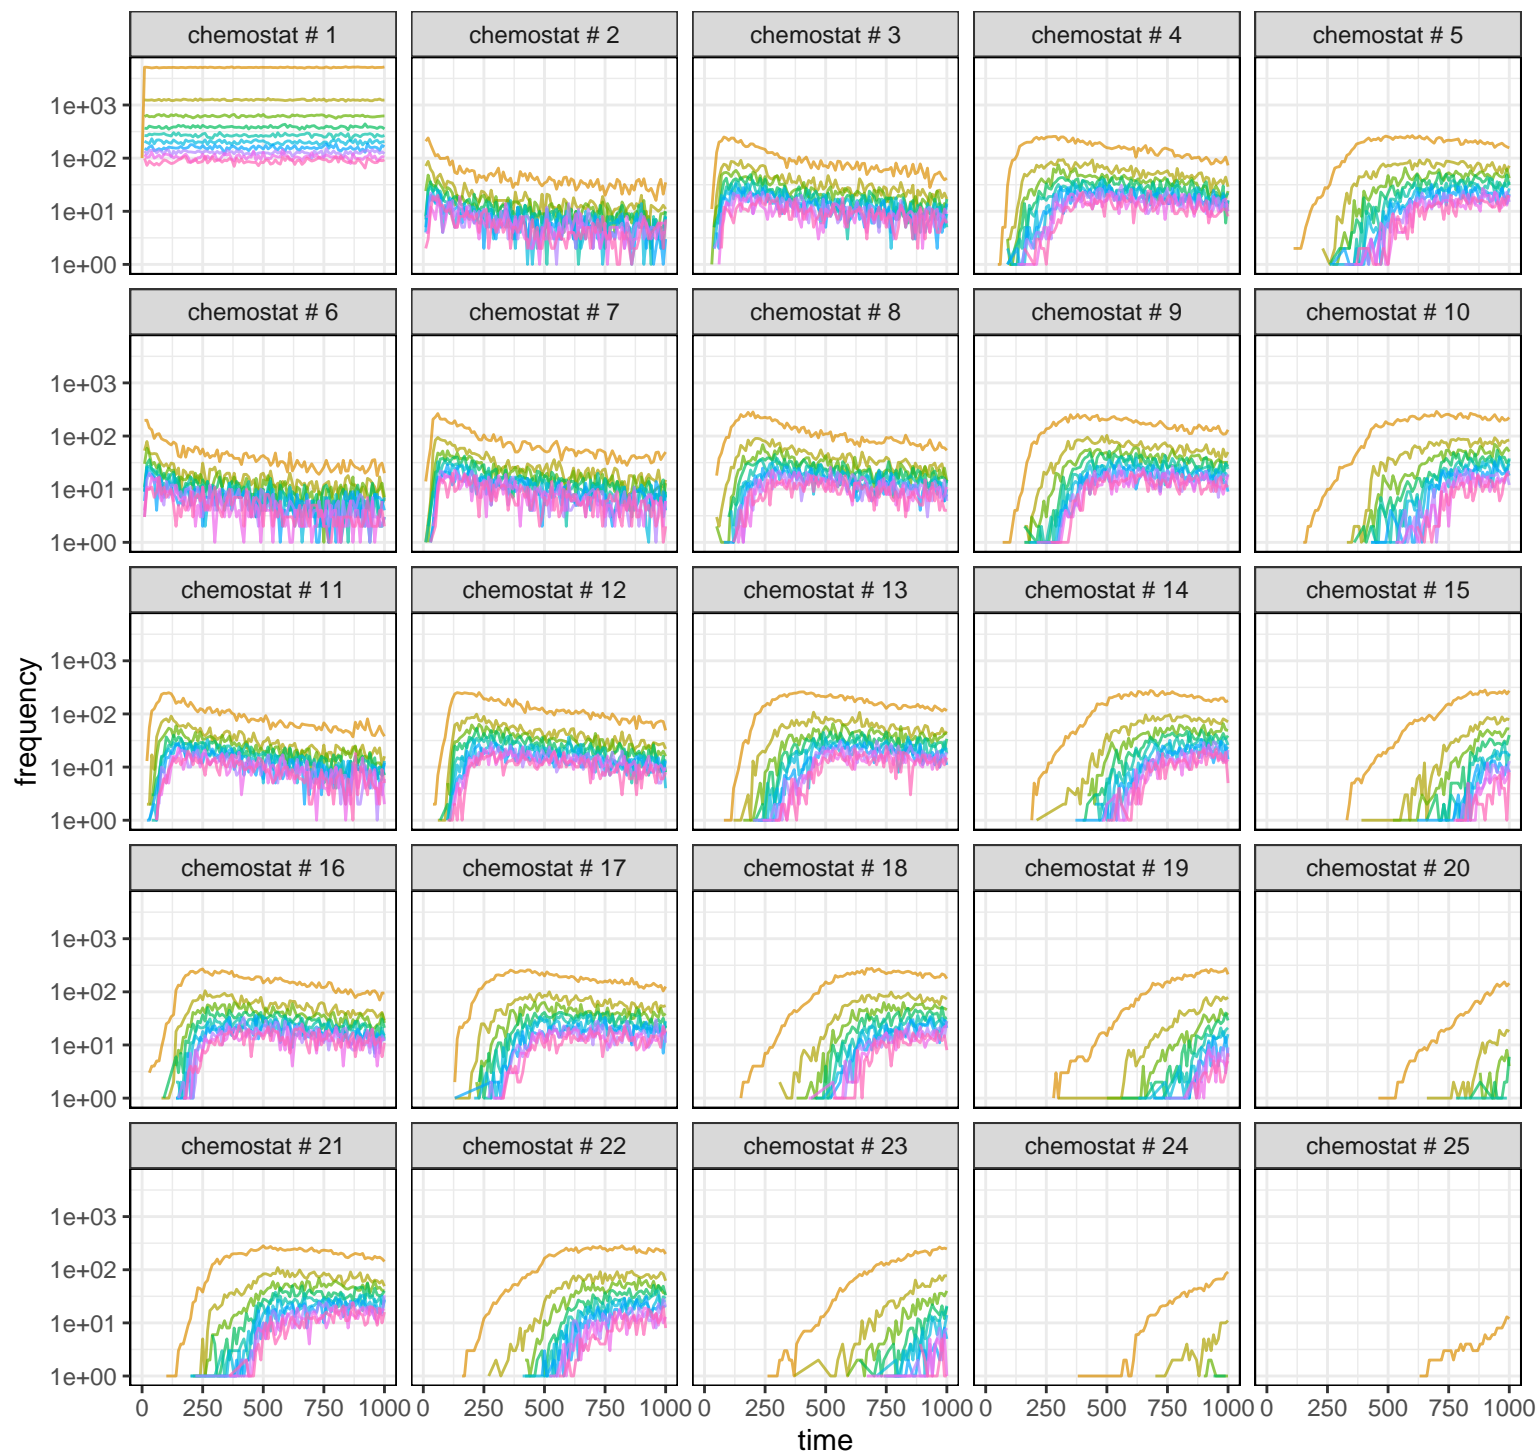 chemostat # 1 chemostat # 2 chemostat # 3 chemostat # 4 chemostat # 5
1e+03
1e+02
1e+01
1e+00
chemostat # 6 chemostat # 7 chemostat # 8 chemostat # 9 chemostat # 10
1e+03
1e+02
1e+01
1e+00
chemostat # 11 chemostat # 12 chemostat # 13 chemostat # 14 chemostat # 15
frequency
1e+03
1e+02
1e+01
1e+00
chemostat # 16 chemostat # 17 chemostat # 18 chemostat # 19 chemostat # 20
1e+03
1e+02
1e+01
1e+00
chemostat # 21 chemostat # 22 chemostat # 23 chemostat # 24 chemostat # 25
1e+03
1e+02
1e+01
1e+00
0 250 500 750 1000 0 250 500 750 1000 0 250 500 750 1000 0 250 500 750 1000 0 250 500 750 1000
time